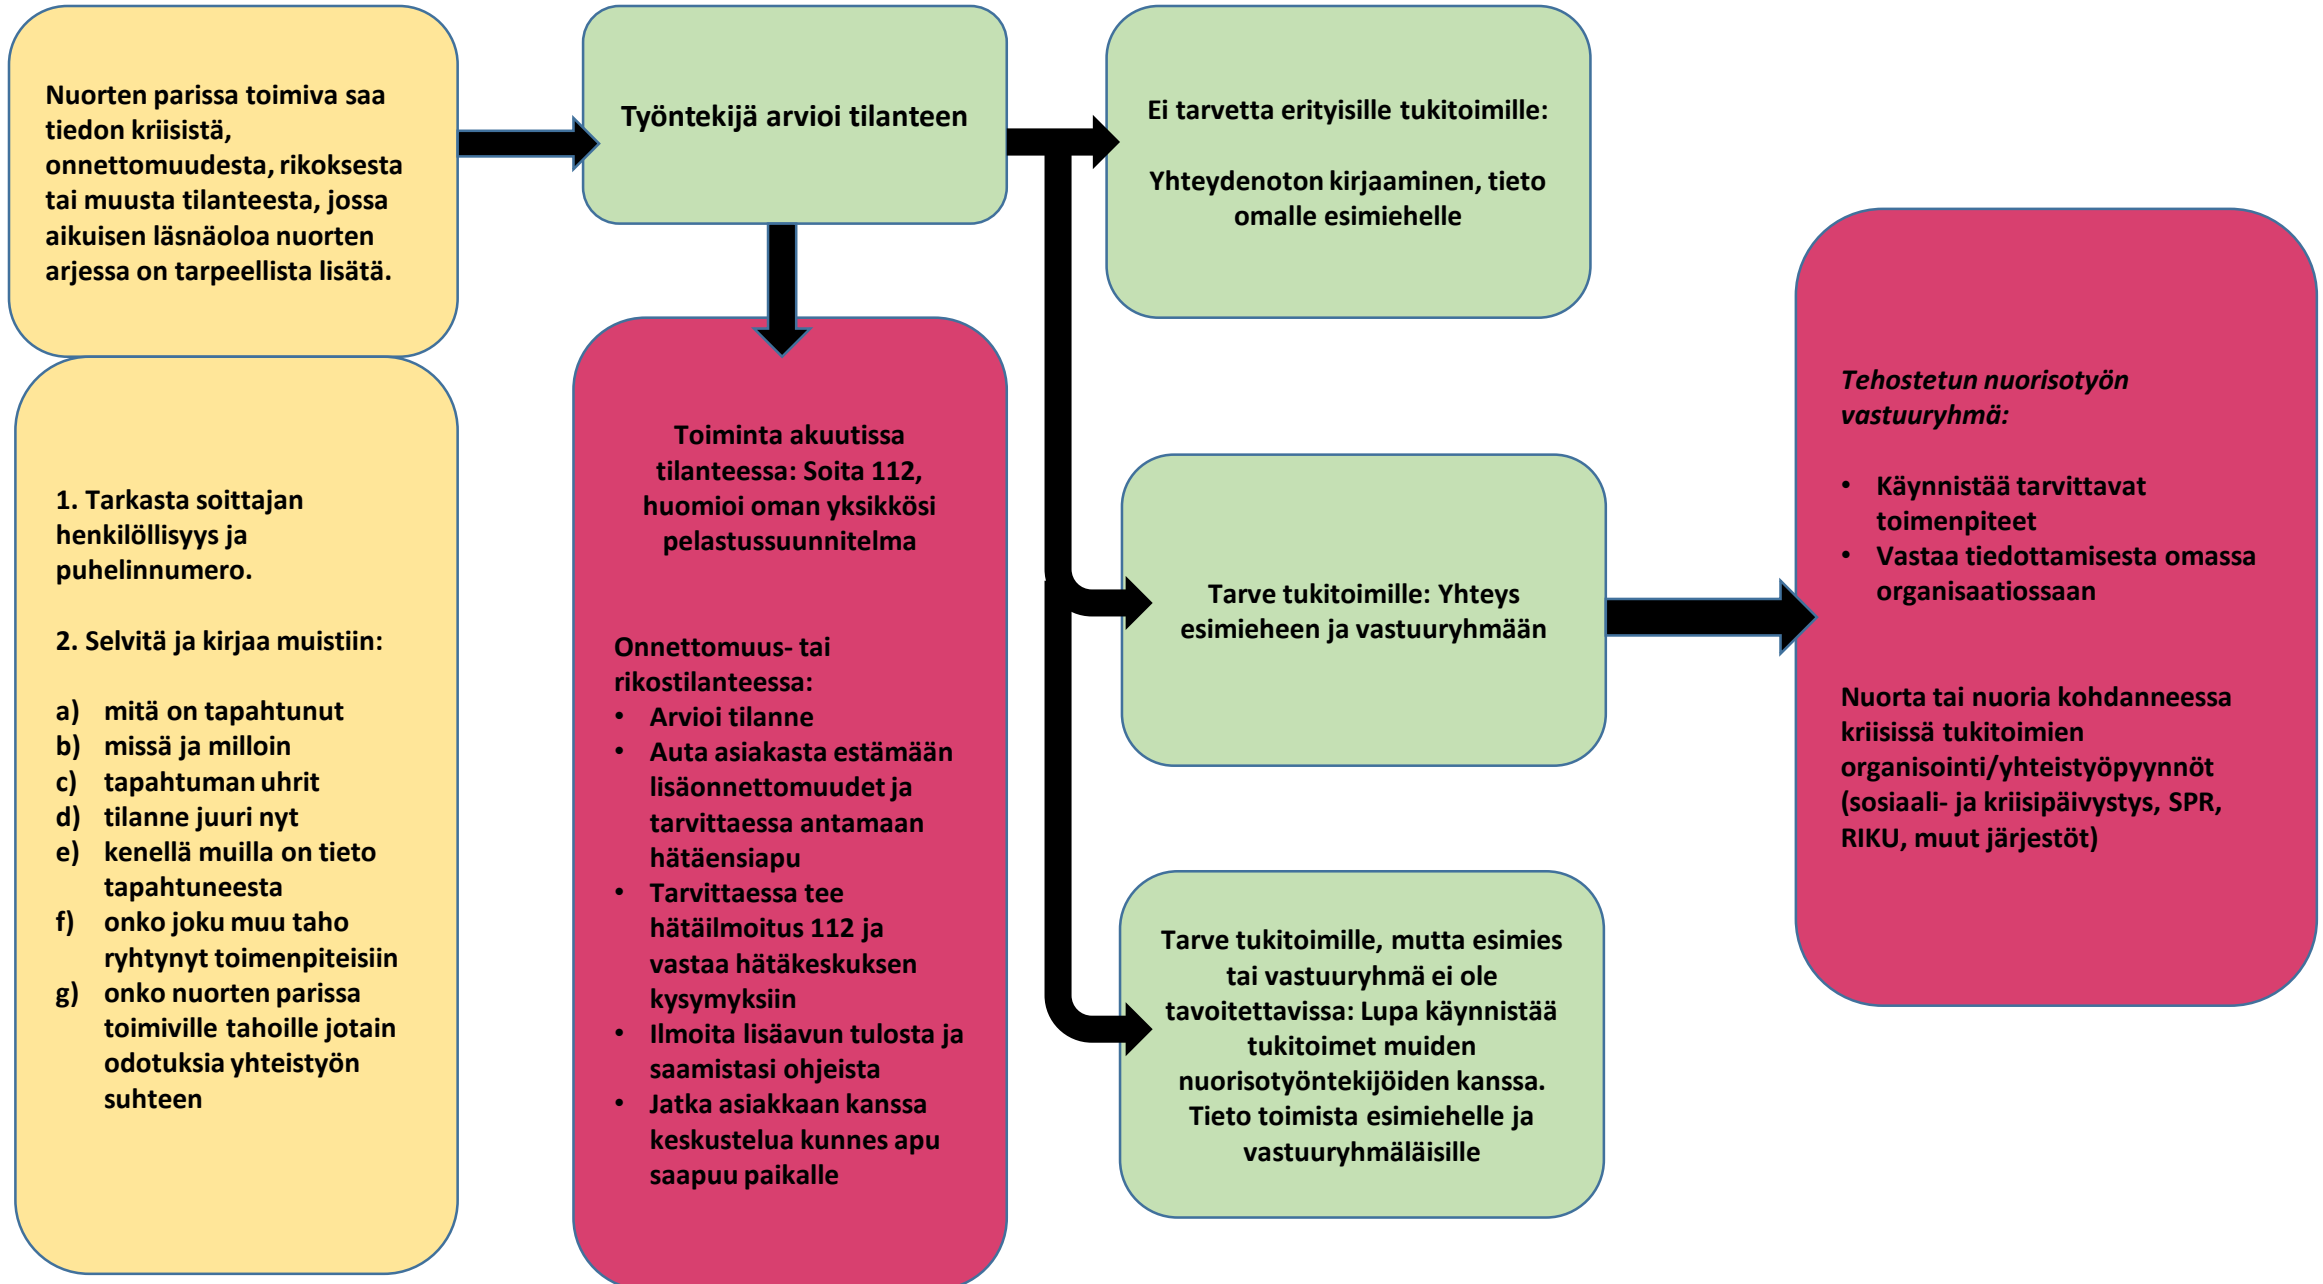 Nuorten parissa toimiva saa
tiedon kriisistä,
onnettomuudesta, rikoksesta
tai muusta tilanteesta, jossa
aikuisen läsnäoloa nuorten
arjessa on tarpeellista lisätä.
1. Tarkasta soittajan
henkilöllisyys ja
puhelinnumero.
2. Selvitä ja kirjaa muistiin:
a) mitä on tapahtunut
b) missä ja milloin
c) tapahtuman uhrit
d) tilanne juuri nyt
e) kenellä muilla on tieto
tapahtuneesta
f) onko joku muu taho
ryhtynyt toimenpiteisiin
g) onko nuorten parissa
toimiville tahoille jotain
odotuksia yhteistyön
suhteen
Työntekijä arvioi tilanteen
Toiminta akuutissa
tilanteessa: Soita 112,
huomioi oman yksikkösi
pelastussuunnitelma
Onnettomuus- tai
rikostilanteessa:
• Arvioi tilanne
• Auta asiakasta estämään
lisäonnettomuudet ja
tarvittaessa antamaan
hätäensiapu
• Tarvittaessa tee
hätäilmoitus 112 ja
vastaa hätäkeskuksen
kysymyksiin
• Ilmoita lisäavun tulosta ja
saamistasi ohjeista
• Jatka asiakkaan kanssa
keskustelua kunnes apu
saapuu paikalle
Ei tarvetta erityisille tukitoimille:
Yhteydenoton kirjaaminen, tieto
omalle esimiehelle
Tarve tukitoimille: Yhteys
esimieheen ja vastuuryhmään
Tarve tukitoimille, mutta esimies
tai vastuuryhmä ei ole
tavoitettavissa: Lupa käynnistää
tukitoimet muiden
nuorisotyöntekijöiden kanssa.
Tieto toimista esimiehelle ja
vastuuryhmäläisille
Tehostetun nuorisotyön
vastuuryhmä:
• Käynnistää tarvittavat
toimenpiteet
• Vastaa tiedottamisesta omassa
organisaatiossaan
Nuorta tai nuoria kohdanneessa
kriisissä tukitoimien
organisointi/yhteistyöpyynnöt
(sosiaali- ja kriisipäivystys, SPR,
RIKU, muut järjestöt)